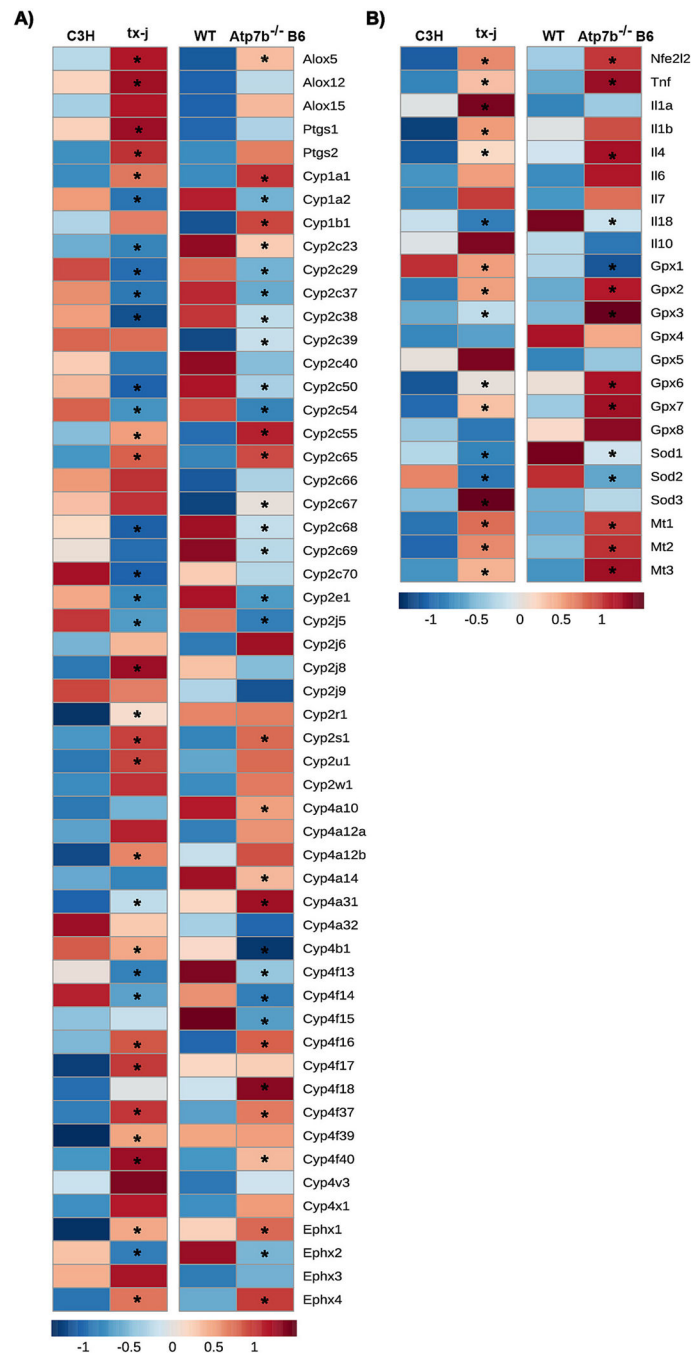 A)
C3H tx-j WT Atp7b-/- B6
Alox5
Alox12
Alox15
Ptgs1
Ptgs2
Cyp1a1
Cyp1a2
Cyp1b1
Cyp2c23
Cyp2c29
Cyp2c37
Cyp2c38
Cyp2c39
Cyp2c40
Cyp2c50
Cyp2c54
Cyp2c55
Cyp2c65
Cyp2c66
Cyp2c67
Cyp2c68
Cyp2c69
Cyp2c70
Cyp2e1
Cyp2j5
Cyp2j6
Cyp2j8
Cyp2j9
Cyp2r1
Cyp2s1
Cyp2u1
Cyp2w1
Cyp4a10
Cyp4a12a
Cyp4a12b
Cyp4a14
Cyp4a31
Cyp4a32
Cyp4b1
Cyp4f13
Cyp4f14
Cyp4f15
Cyp4f16
Cyp4f17
Cyp4f18
Cyp4f37
Cyp4f39
Cyp4f40
Cyp4v3
Cyp4x1
Ephx1
Ephx2
Ephx3
Ephx4
-1 -0.5 0 0.5 1
B)
C3H tx-j WT Atp7b-/- B6
Nfe2l2
Tnf
Il1a
Il1b
Il4
Il6
Il7
Il18
Il10
Gpx1
Gpx2
Gpx3
Gpx4
Gpx5
Gpx6
Gpx7
Gpx8
Sod1
Sod2
Sod3
Mt1
Mt2
Mt3
-1 -0.5 0 0.5 1